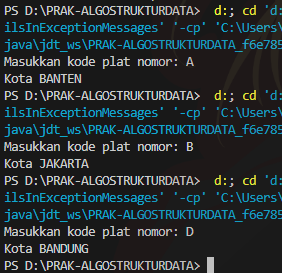 PS D:\PRAK-ALGOSTRUKTURDATA>  d:; cd 'd:
ilsInExceptionMessages' '-cp' 'C:\Users
java\jdt_ws\PRAK-ALGOSTRUKTURDATA_f6e785
Masukkan kode plat nomor: A
Kota BANTEN
PS D:\PRAK-ALGOSTRUKTURDATA>  d:; cd 'd:
ilsInExceptionMessages' '-cp' 'C:\Users
java\jdt_ws\PRAK-ALGOSTRUKTURDATA_f6e785
Masukkan kode plat nomor: B
Kota JAKARTA
PS D:\PRAK-ALGOSTRUKTURDATA>  d:; cd 'd:
ilsInExceptionMessages' '-cp' 'C:\Users
java\jdt_ws\PRAK-ALGOSTRUKTURDATA_f6e785
Masukkan kode plat nomor: D
Kota BANDUNG
PS D:\PRAK-ALGOSTRUKTURDATA>